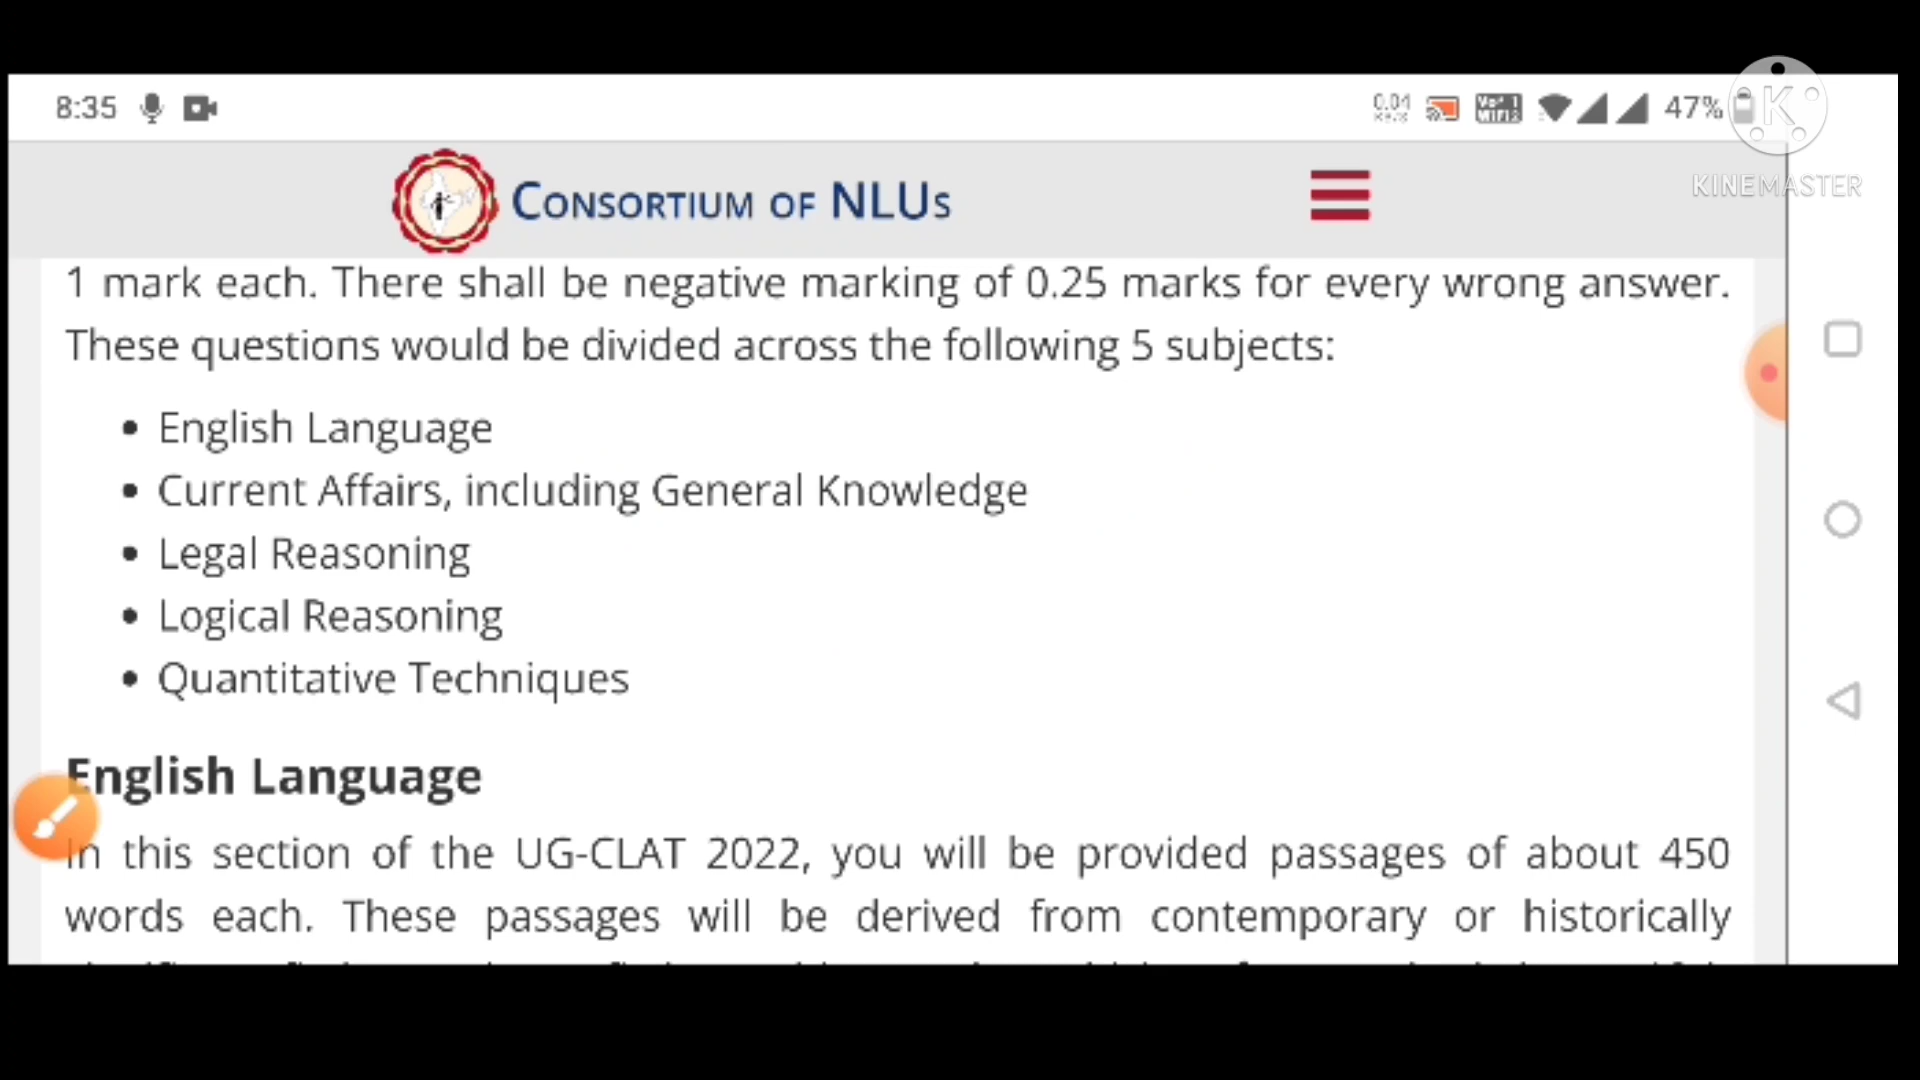 8:35
0.04
47%
KINEMASTER
CONSORTIUM OF NLUS
1 mark each. There shall be negative marking of 0.25 marks for every wrong answer.
These questions would be divided across the following 5 subjects:
• English Language
• Current Affairs, including General Knowledge
• Legal Reasoning
• Logical Reasoning
• Quantitative Techniques
English Language
In this section of the UG-CLAT 2022, you will be provided passages of about 450
words each. These passages will be derived from contemporary or historically